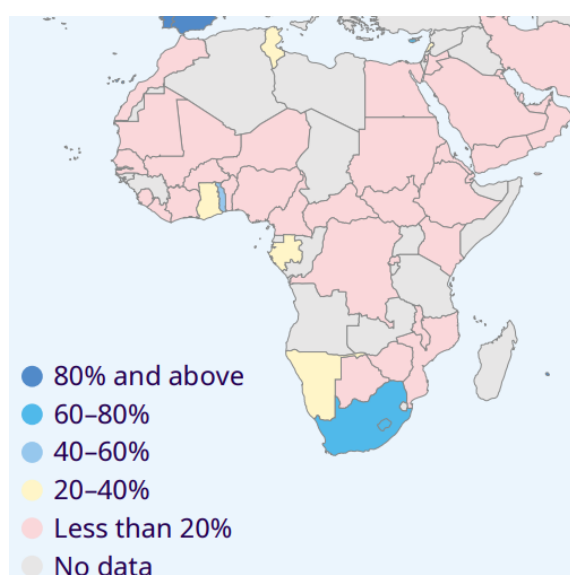 80% and above
60–80%
40–60%
20–40%
Less than 20%
No data